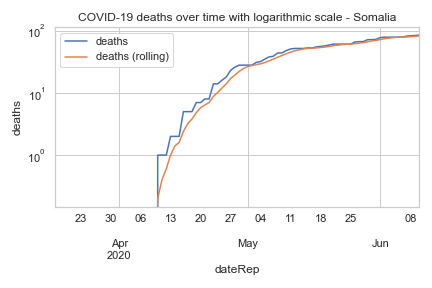 COVID-19 deaths over time with logarithmic scale - Somalia
deaths
deaths (rolling)
10²
10¹
10⁰
deaths
23 30 06 13 20 27 04 11 18 25 08
Apr May Jun
2020
dateRep